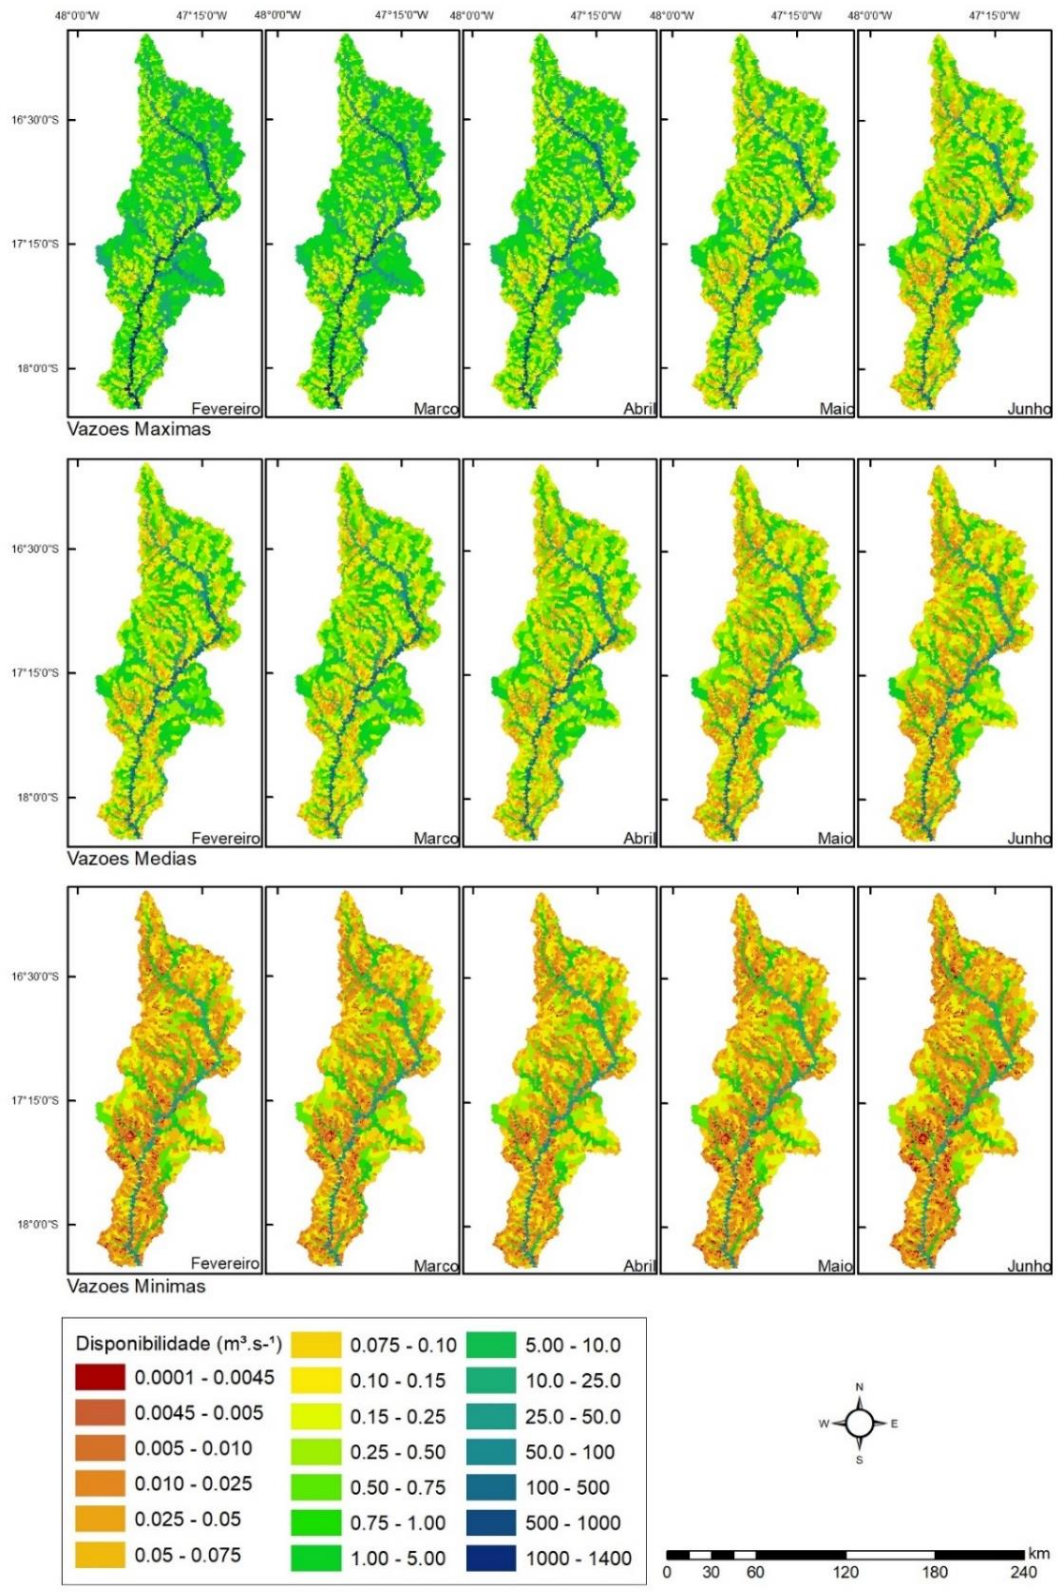 48°0'0"W 47°15'0"W 48°0'0"W 47°15'0"W 48°0'0"W 47°15'0"W 48°0'0"W 47°15'0"W 48°0'0"W 47°15'0"W
16°30'0"S
17°15'0"S
18°0'0"S
Fevereiro Marco Abril Maio Junho
Vazoes Maximas
16°30'0"S
17°15'0"S
18°0'0"S
Fevereiro Marco Abril Maio Junho
Vazoes Medias
16°30'0"S
17°15'0"S
18°0'0"S
Fevereiro Marco Abril Maio Junho
Vazoes Minimas
Disponibilidade (m³.s-¹)
0.0001 - 0.0045
0.0045 - 0.005
0.005 - 0.010
0.010 - 0.025
0.025 - 0.05
0.05 - 0.075
0.075 - 0.10
0.10 - 0.15
0.15 - 0.25
0.25 - 0.50
0.50 - 0.75
0.75 - 1.00
1.00 - 5.00
5.00 - 10.0
10.0 - 25.0
25.0 - 50.0
50.0 - 100
100 - 500
500 - 1000
1000 - 1400
N
W E
S
km
0 30 60 120 180 240